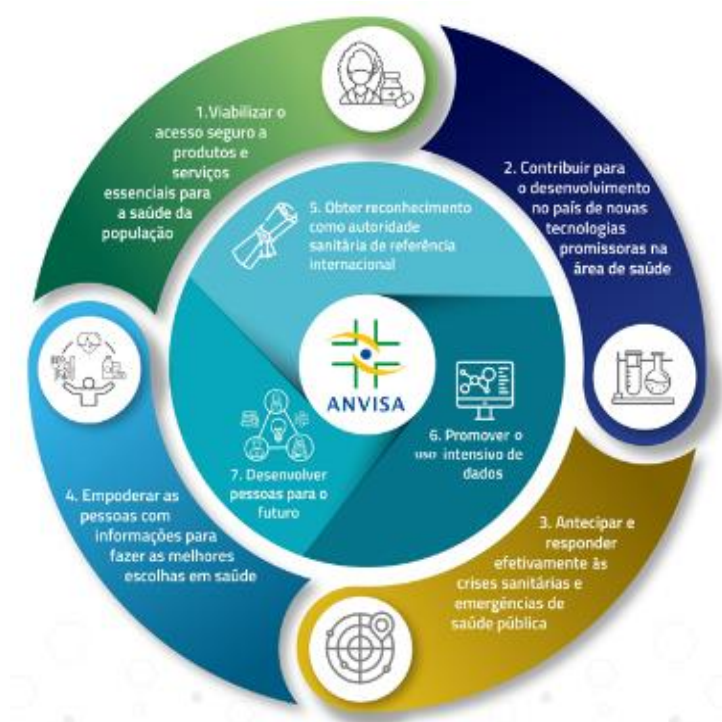 1.Viabilizar o
acesso seguro a
produtos e
serviços
essenciais para
a saúde da
população
2. Contribuir para
o desenvolvimento
no país de novas
tecnologias
promissoras na
área de saúde
3. Antecipar e
responder
efetivamente às
crises sanitárias e
emergências de
saúde pública
4. Empoderar as
pessoas com
informações para
fazer as melhores
escolhas em saúde
5. Obter reconhecimento
como autoridade
sanitária de referência
internacional
6. Promover o
uso intensivo de
dados
7. Desenvolver
pessoas para o
futuro
ANVISA